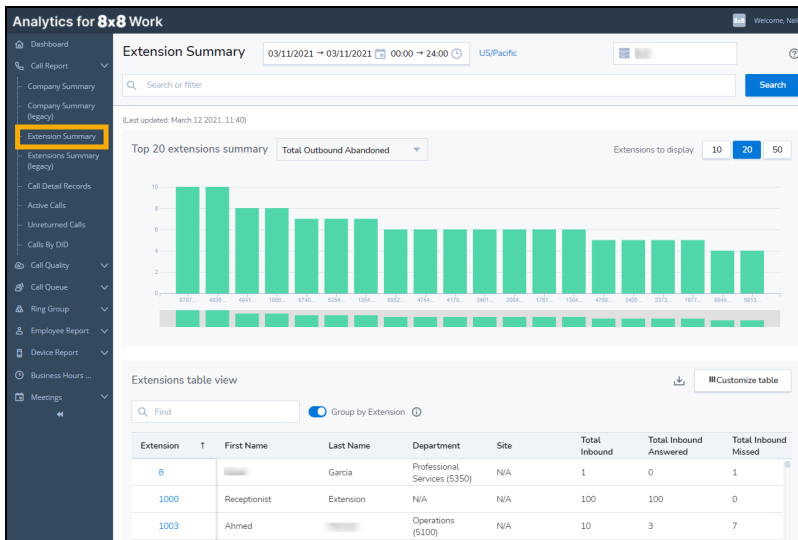 Analytics for 8x8 Work
8x8 Welcome, Nali
Dashboard
Call Report
Company Summary
Company Summary
(legacy)
Extension Summary
Extensions Summary
(legacy)
Call Detail Records
Active Calls
Unreturned Calls
Calls By DID
Call Quality
Call Queue
Ring Group
Employee Report
Device Report
Business Hours ...
Meetings
Extension Summary
03/11/2021 → 03/11/2021 00:00 → 24:00
US/Pacific
Search or filter
Search
(Last updated: March 12 2021, 11:40)
Top 20 extensions summary
Total Outbound Abandoned
Extensions to display 10 20 50
10
8
6
4
2
0
Extensions table view
Customize table
Find
Group by Extension
Extension ↑ First Name Last Name Department Site Total Inbound Total Inbound Answered Total Inbound Missed
8 Garcia Professional Services (5350) N/A 1 0 1
1000 Receptionist Extension N/A N/A 100 100 0
1003 Ahmed Operations (5100) N/A 10 3 7